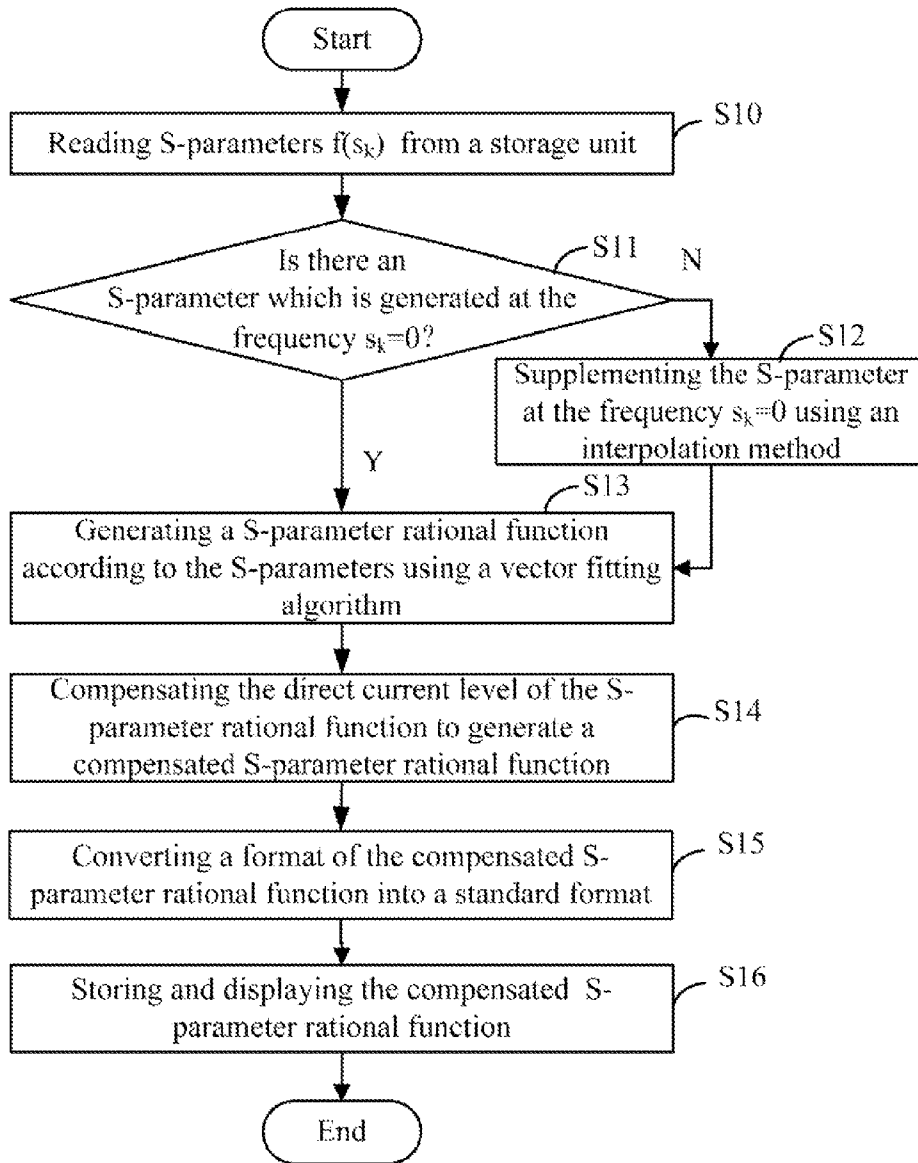 Start
S10
Reading S-parameters f(sₖ) from a storage unit
S11
N
Is there an
S-parameter which is generated at the
frequency sₖ=0?
S12
Supplementing the S-parameter
at the frequency sₖ=0 using an
interpolation method
Y
S13
Generating a S-parameter rational function
according to the S-parameters using a vector fitting
algorithm
Compensating the direct current level of the S-
parameter rational function to generate a
compensated S-parameter rational function
S14
Converting a format of the compensated S-
parameter rational function into a standard format
S15
Storing and displaying the compensated S-
parameter rational function
S16
End